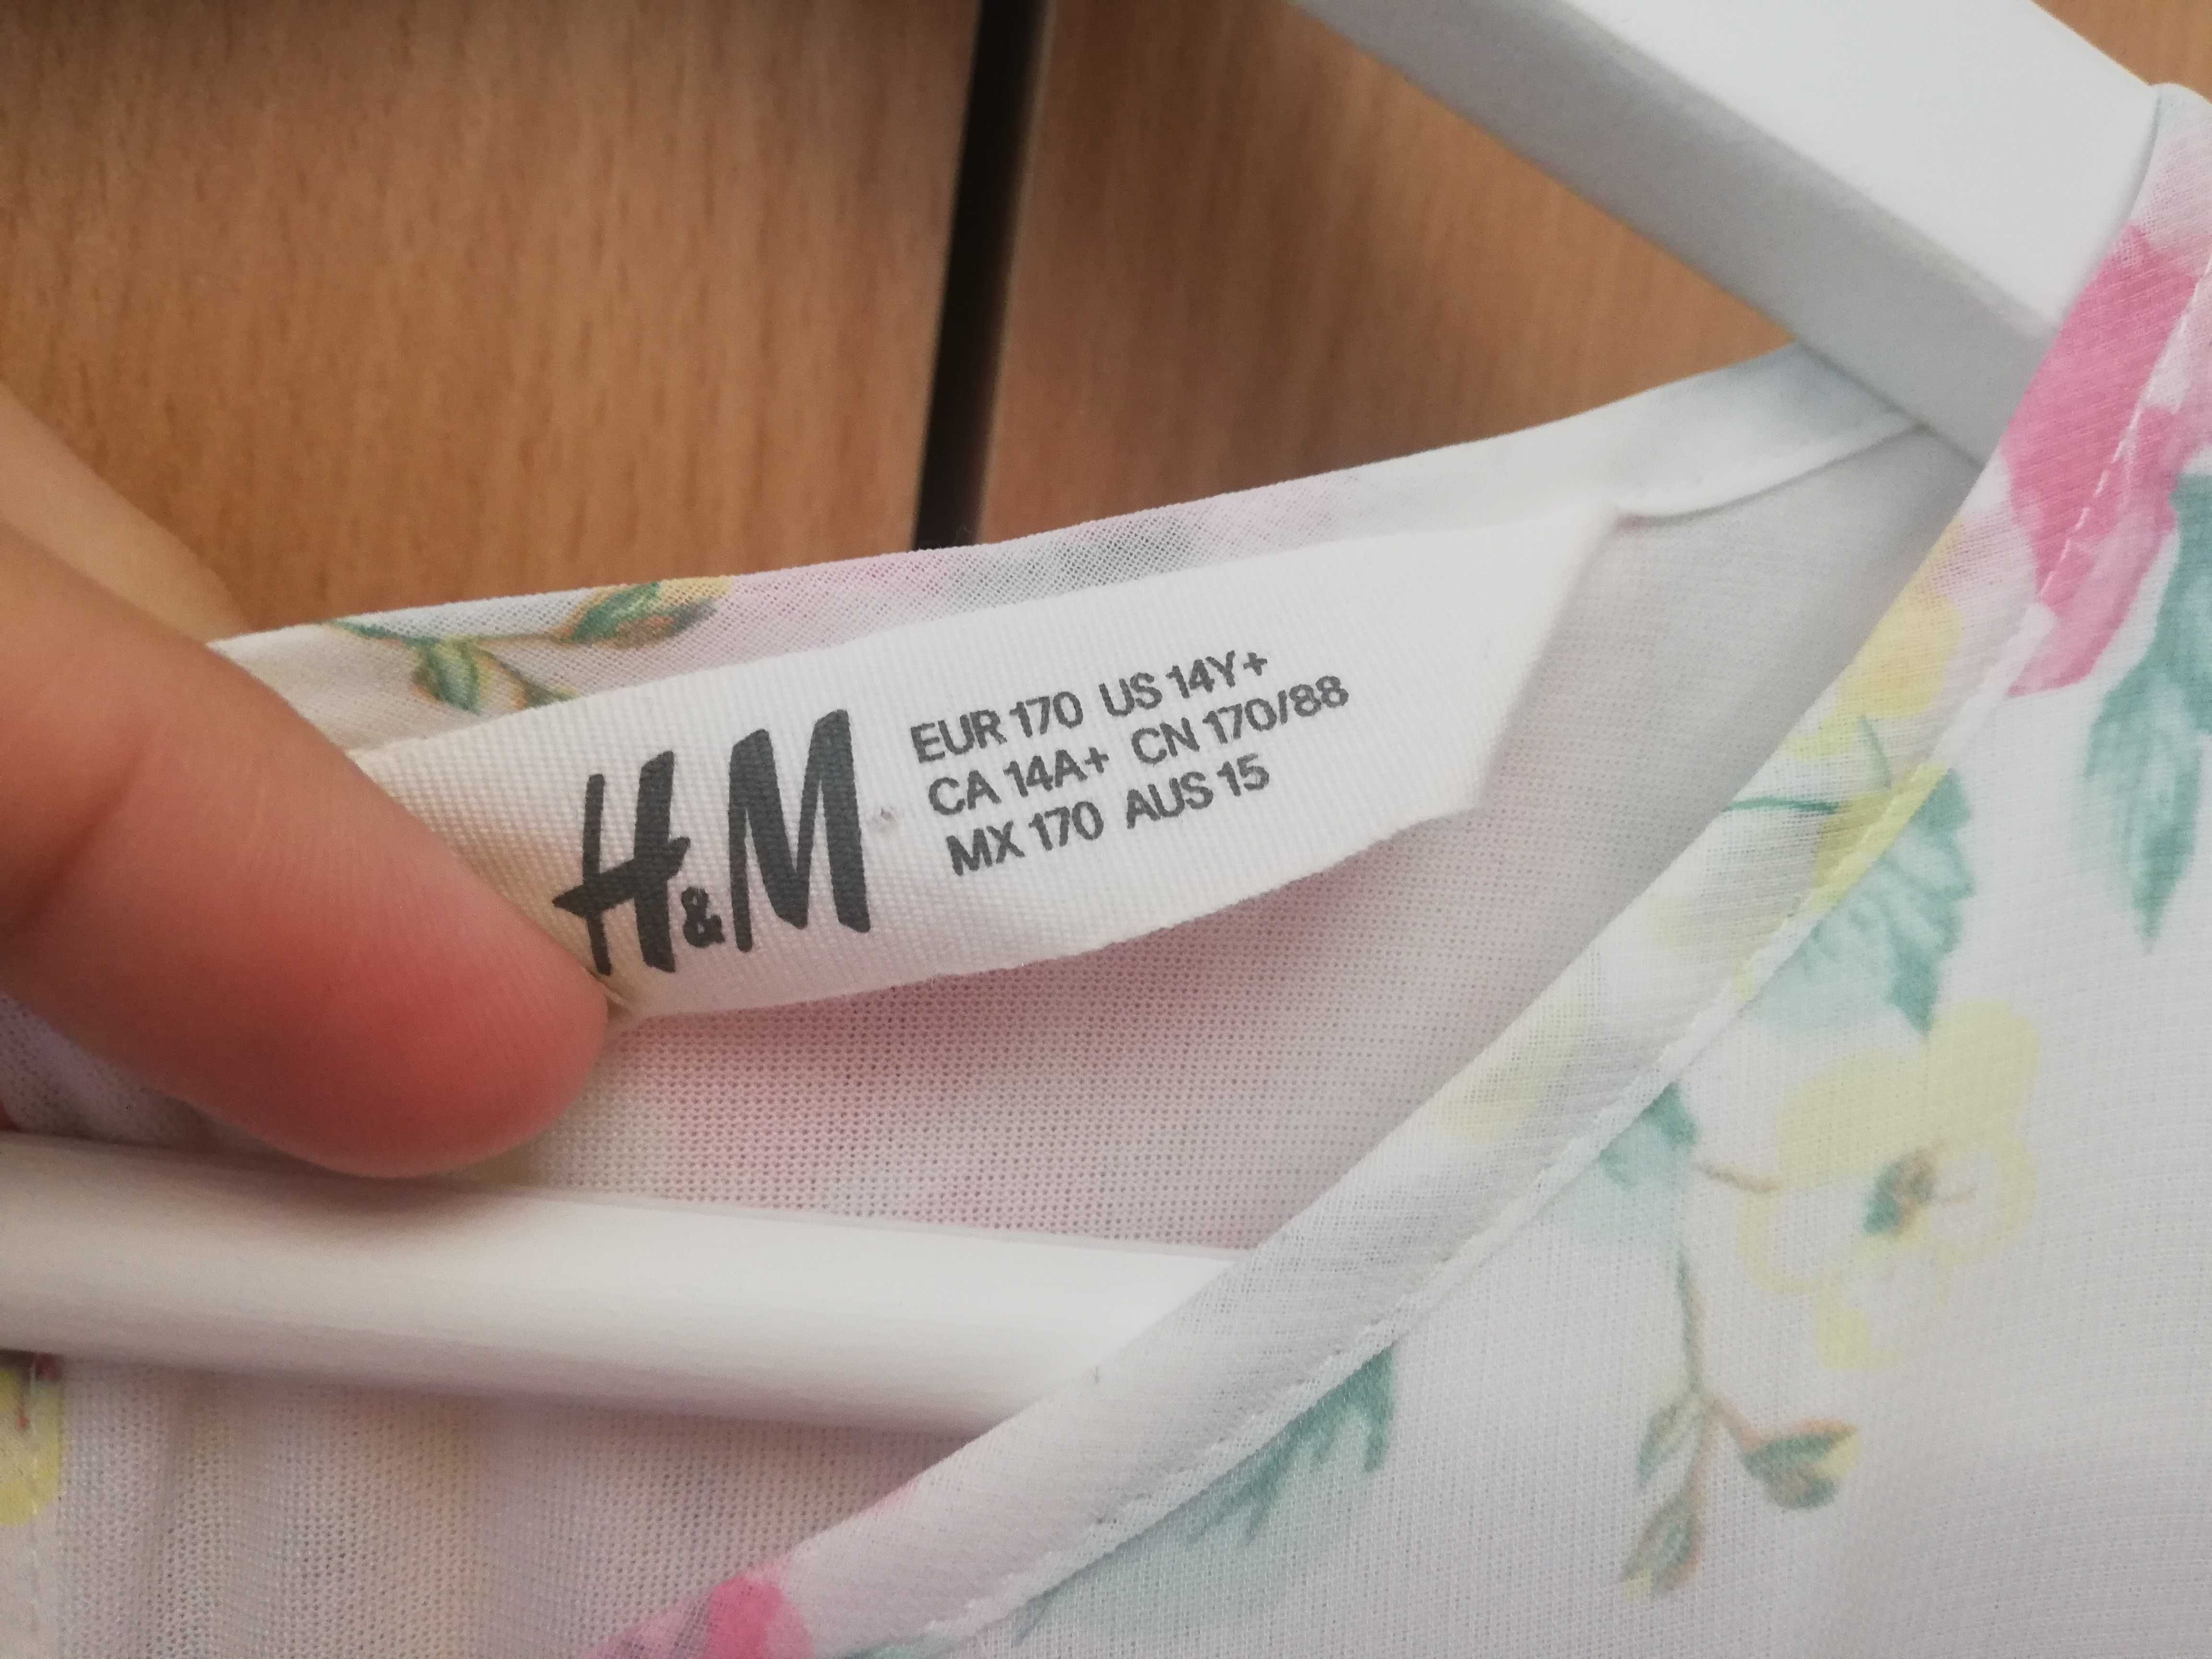 H&M
EUR 170 US 14Y+
CA 14A+ CN 170/88
MX 170 AUS 15